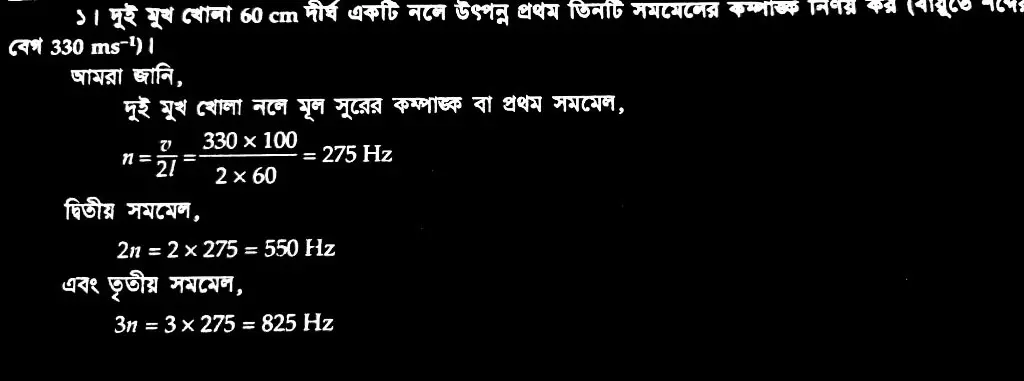 ১। দুই মুখ খোলা 60 cm দীর্ঘ একটি নলে উৎপন্ন প্রথম তিনটি সমমেলের কম্পাঙ্ক নির্ণয় কর (বায়ুতে শব্দের
বেগ 330 ms⁻¹)।
আমরা জানি,
দুই মুখ খোলা নলে মূল সুরের কম্পাঙ্ক বা প্রথম সমমেল,
n = v/2l = 330 × 100 / 2 × 60 = 275 Hz
দ্বিতীয় সমমেল,
2n = 2 × 275 = 550 Hz
এবং তৃতীয় সমমেল,
3n = 3 × 275 = 825 Hz